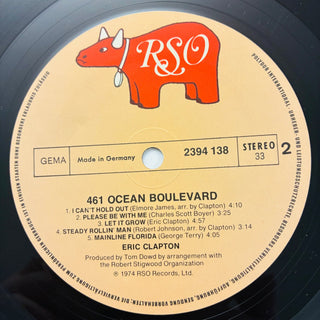 RSO
GEMA
Made in Germany
2394 138
STEREO
33
2
461 OCEAN BOULEVARD
1. I CAN'T HOLD OUT (Elmore James, arr. by Clapton) 4:10
2. PLEASE BE WITH ME (Charles Scott Boyer) 3:25
3. LET IT GROW (Eric Clapton) 4:56
4. STEADY ROLLIN' MAN (Robert Johnson, arr. by Clapton) 3:14
5. MAINLINE FLORIDA (George Terry) 4:05
ERIC CLAPTON
Produced by Tom Dowd by arrangement with
the Robert Stigwood Organization
℗ 1974 RSO Records, Ltd.
POLYDOR INTERNATIONAL